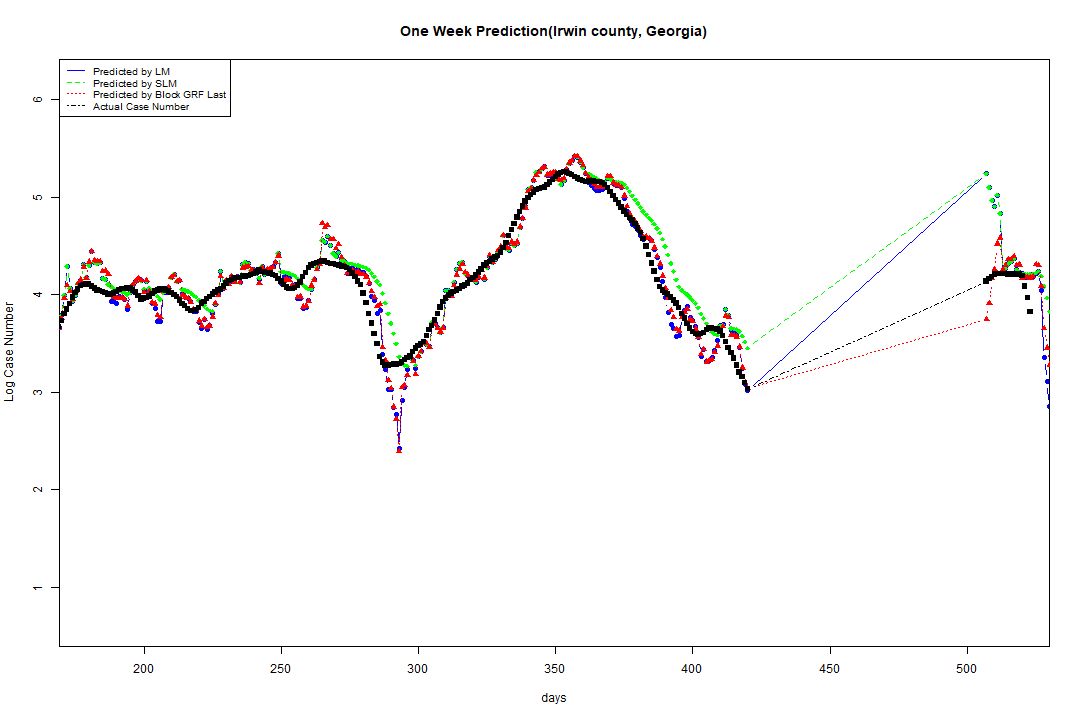 One Week Prediction(Irwin county, Georgia)
Predicted by LM
Predicted by SLM
Predicted by Block GRF Last
Actual Case Number
6
5
4
3
2
1
Log Case Number
200 250 300 350 400 450 500
days